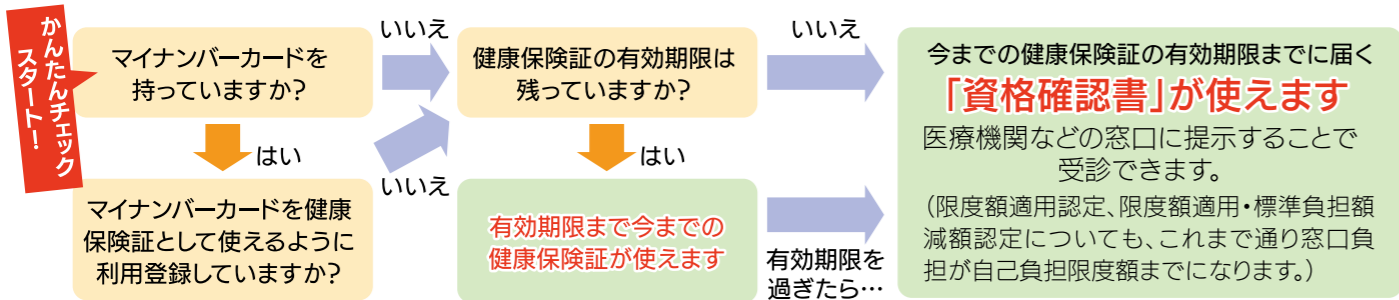 かんたんチェック
スタート！
マイナンバーカードを
持っていますか？
いいえ
はい
マイナンバーカードを健康
保険証として使えるように
利用登録していますか？
いいえ
健康保険証の有効期限は
残っていますか？
いいえ
はい
有効期限まで今までの
健康保険証が使えます
有効期限を
過ぎたら…
今までの健康保険証の有効期限までに届く
「資格確認書」が使えます
医療機関などの窓口に提示することで
受診できます。
（限度額適用認定、限度額適用・標準負担額
減額認定についても、これまで通り窓口負
担が自己負担限度額までになります。）